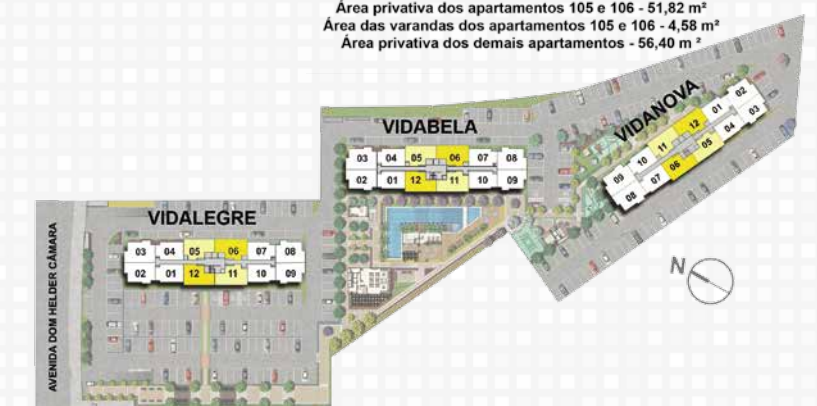 Área privativa dos apartamentos 105 e 106 - 51,82 m²
Área das varandas dos apartamentos 105 e 106 - 4,58 m²
Área privativa dos demais apartamentos - 56,40 m ²
VIDANOVA
02
01
12
11
10
09
03
04
05
06
07
08
VIDABELA
03 04 05 06 07 08
02 01 12 11 10 09
VIDALEGRE
03 04 05 06 07 08
02 01 12 11 10 09
AVENIDA DOM HELDER CÂMARA
N